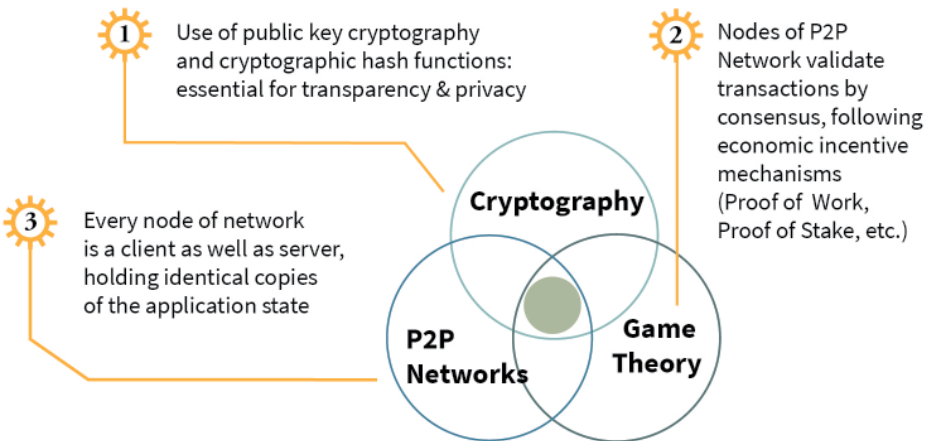 1
Use of public key cryptography
and cryptographic hash functions:
essential for transparency & privacy
2
Nodes of P2P
Network validate
transactions by
consensus, following
economic incentive
mechanisms
(Proof of Work,
Proof of Stake, etc.)
3
Every node of network
is a client as well as server,
holding identical copies
of the application state
Cryptography
P2P
Networks
Game
Theory